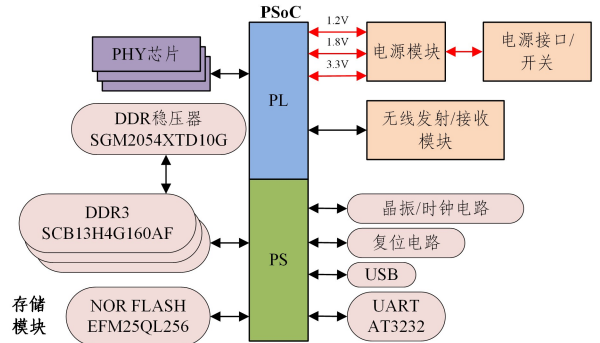 PSoC
1.2V
1.8V
3.3V
电源模块
电源接口/
开关
PHY芯片
PL
DDR稳压器
SGM2054XTD10G
无线发射/接收
模块
DDR3
SCB13H4G160AF
PS
晶振/时钟电路
复位电路
USB
存储
模块
NOR FLASH
EFM25QL256
UART
AT3232